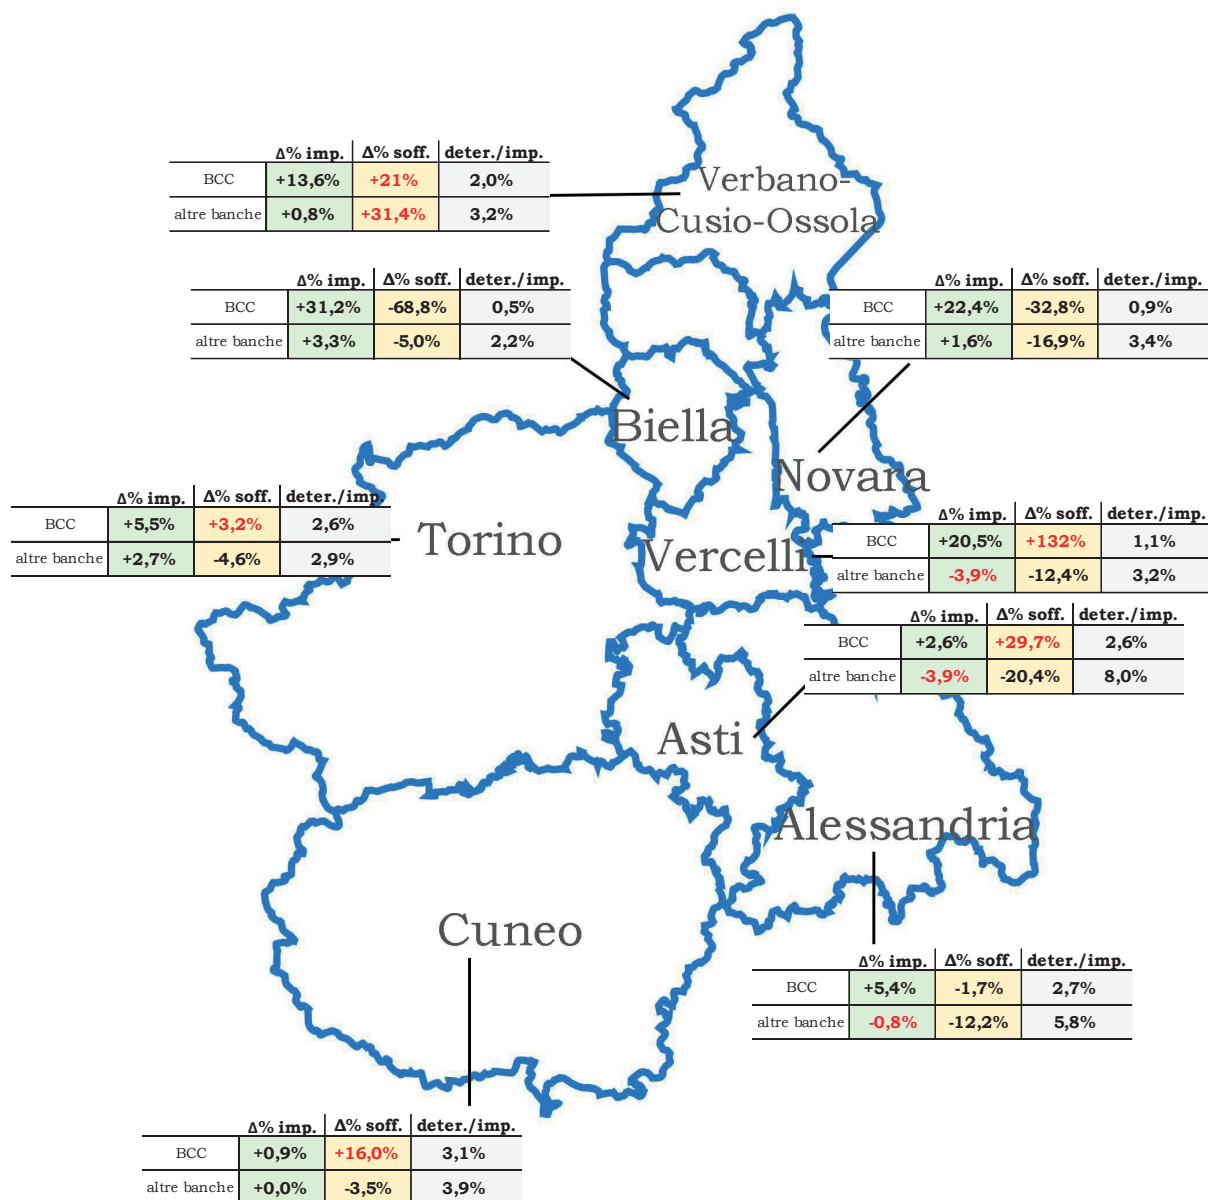 Δ% imp. Δ% soff. deter./imp.
BCC +13,6% +21% 2,0%
altre banche +0,8% +31,4% 3,2%
Verbano-
Cusio-Ossola
Δ% imp. Δ% soff. deter./imp.
BCC +31,2% -68,8% 0,5%
altre banche +3,3% -5,0% 2,2%
Δ% imp. Δ% soff. deter./imp.
BCC +22,4% -32,8% 0,9%
altre banche +1,6% -16,9% 3,4%
Biella
Novara
Δ% imp. Δ% soff. deter./imp.
BCC +5,5% +3,2% 2,6%
altre banche +2,7% -4,6% 2,9%
Torino
Vercelli
Δ% imp. Δ% soff. deter./imp.
BCC +20,5% +132% 1,1%
altre banche -3,9% -12,4% 3,2%
Δ% imp. Δ% soff. deter./imp.
BCC +2,6% +29,7% 2,6%
altre banche -3,9% -20,4% 8,0%
Asti
Alessandria
Cuneo
Δ% imp. Δ% soff. deter./imp.
BCC +5,4% -1,7% 2,7%
altre banche -0,8% -12,2% 5,8%
Δ% imp. Δ% soff. deter./imp.
BCC +0,9% +16,0% 3,1%
altre banche +0,0% -3,5% 3,9%